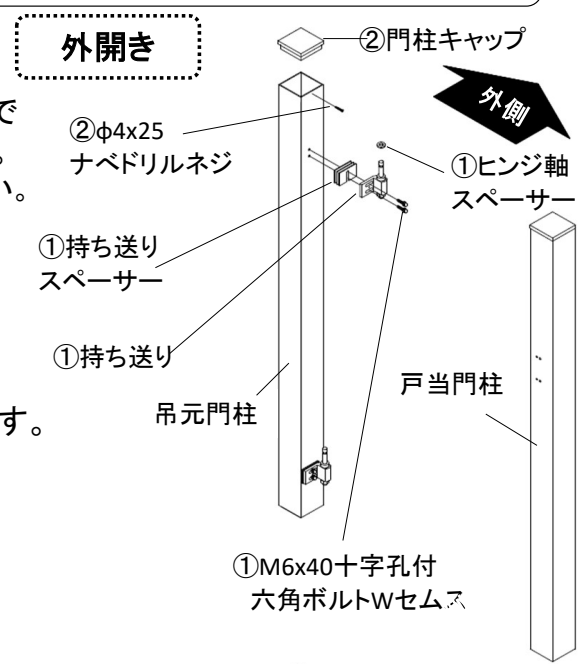 外開き
②門柱キャップ
で
②φ4x25
ナベドリルネジ
外側
。
い。
①ヒンジ軸
スペーサー
①持ち送り
スペーサー
①持ち送り
戸当門柱
吊元門柱
す。
①M6x40十字孔付
六角ボルトWセムス